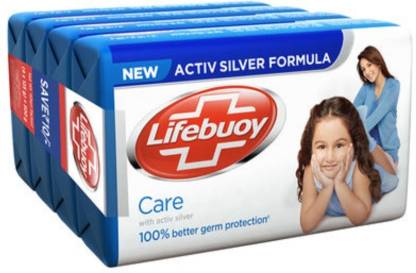 NEW ACTIV SILVER FORMULA
Lifebuoy
Care
with activ silver
100% better germ protection*
SAVE ₹10/-